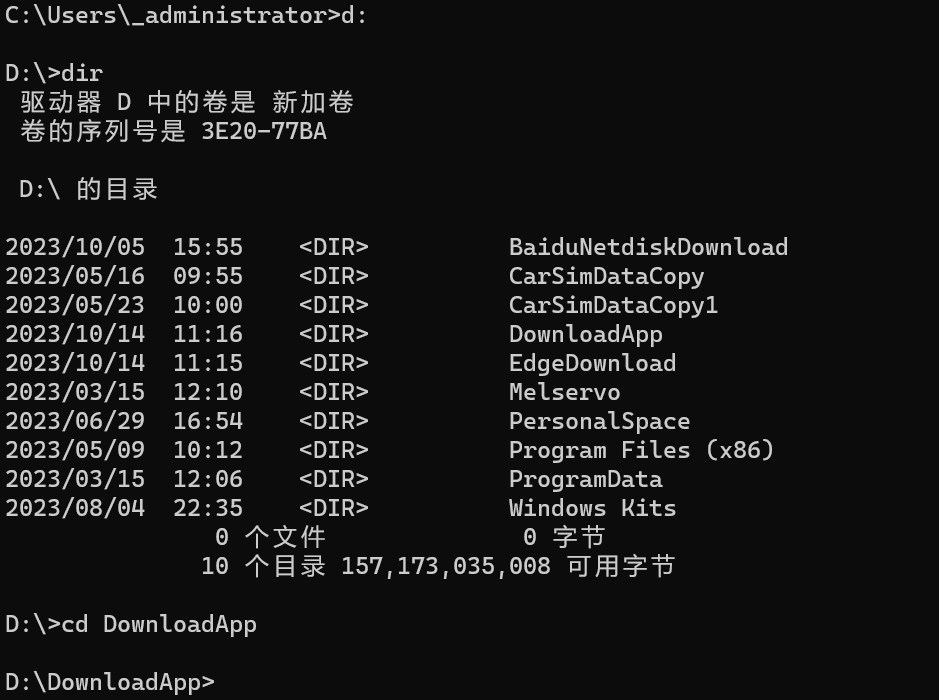 C:\Users\_administrator>d:
D:\>dir
驱动器 D 中的卷是 新加卷
卷的序列号是 3E20-77BA
D:\ 的目录
2023/10/05  15:55    <DIR>          BaiduNetdiskDownload
2023/05/16  09:55    <DIR>          CarSimDataCopy
2023/05/23  10:00    <DIR>          CarSimDataCopy1
2023/10/14  11:16    <DIR>          DownloadApp
2023/10/14  11:15    <DIR>          EdgeDownload
2023/03/15  12:10    <DIR>          Melservo
2023/06/29  16:54    <DIR>          PersonalSpace
2023/05/09  10:12    <DIR>          Program Files (x86)
2023/03/15  12:06    <DIR>          ProgramData
2023/08/04  22:35    <DIR>          Windows Kits
0 个文件              0 字节
10 个目录 157,173,035,008 可用字节
D:\>cd DownloadApp
D:\DownloadApp>